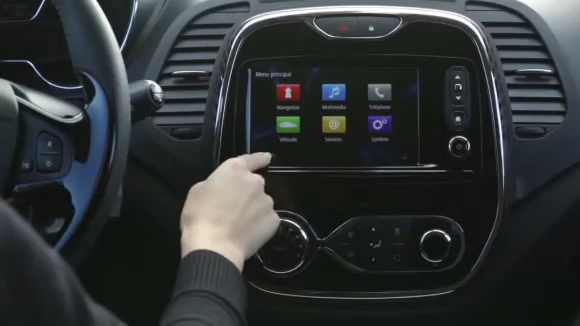 Menu principal
Navigation Multimédia Téléphone
Véhicule Services Système